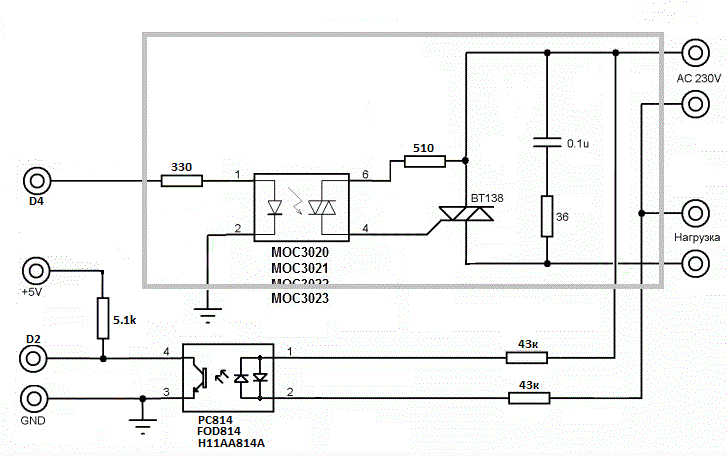 AC 230V
510
0.1u
330
1
6
D4
BT138
36
2
4
Нагрузка
MOC3020
MOC3021
MOC3022
MOC3023
+5V
5.1k
D2
4
1
43к
3
2
43к
GND
PC814
FOD814
H11AA814A